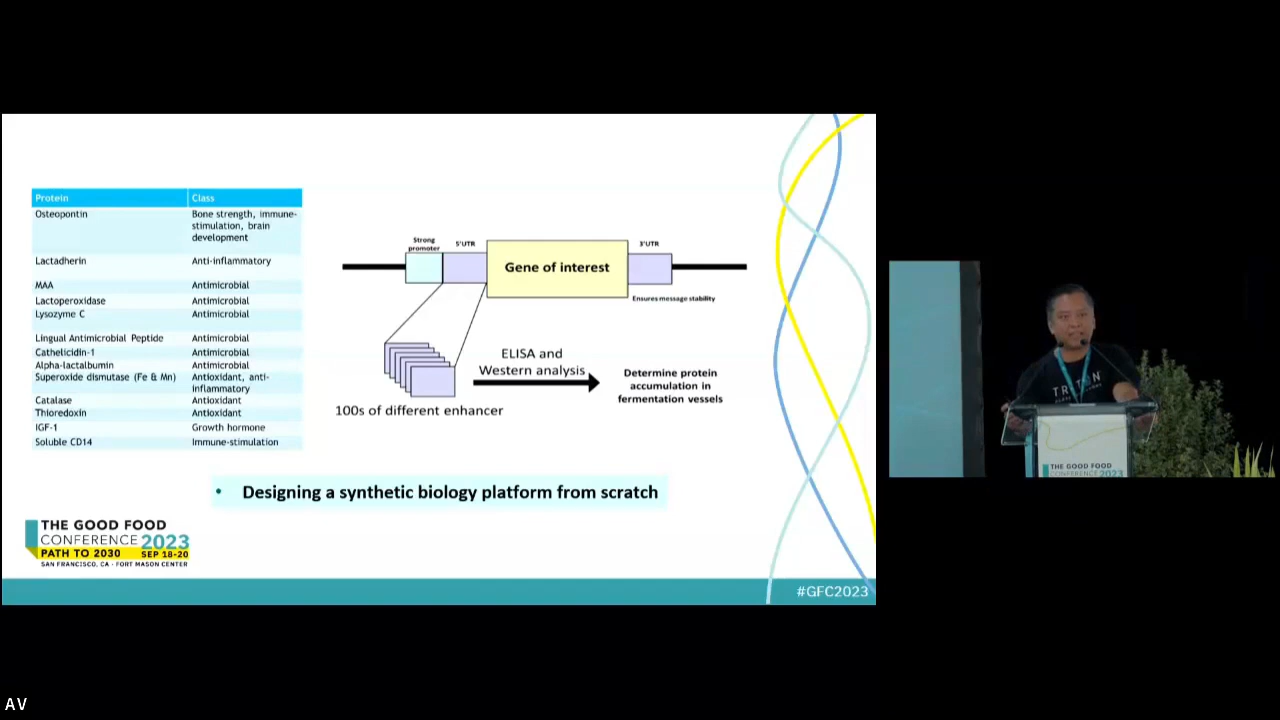 Protein Class
Osteopontin Bone strength, immune-
stimulation, brain
development
Lactadherin Anti-inflammatory
MAA Antimicrobial
Lactoperoxidase Antimicrobial
Lysozyme C Antimicrobial
Lingual Antimicrobial Peptide Antimicrobial
Cathelicidin-1 Antimicrobial
Alpha-lactalbumin Antimicrobial
Superoxide dismutase (Fe & Mn) Antioxidant, anti-
inflammatory
Catalase Antioxidant
Thioredoxin Antioxidant
IGF-1 Growth hormone
Soluble CD14 Immune-stimulation
Strong
promoter
5'UTR
Gene of interest
3'UTR
Ensures message stability
100s of different enhancer
ELISA and
Western analysis
Determine protein
accumulation in
fermentation vessels
• Designing a synthetic biology platform from scratch
THE GOOD FOOD
CONFERENCE 2023
PATH TO 2030 SEP 18-20
SAN FRANCISCO, CA - FORT MASON CENTER
#GFC2023
TRITON
THE GOOD FOOD
CONFERENCE 2023
AV